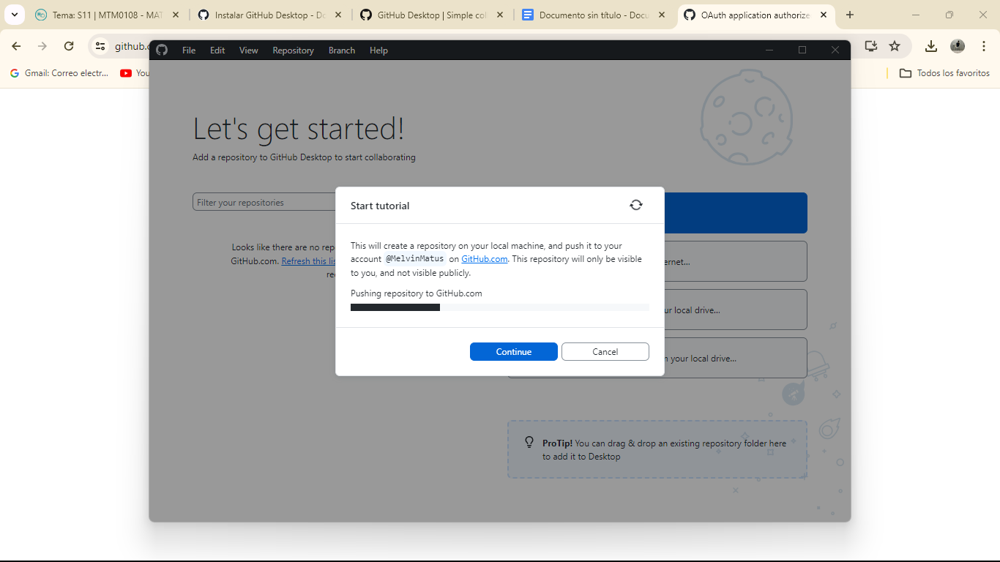 Tema: S11 | MTM0108 - MAT
Instalar GitHub Desktop - Do
GitHub Desktop | Simple col
Documento sin título - Docu
OAuth application authorize
github.c
File Edit View Repository Branch Help
Gmail: Correo electr...
You
Todos los favoritos
Let's get started!
Add a repository to GitHub Desktop to start collaborating
Filter your repositories
Looks like there are no rep
GitHub.com. Refresh this lis
rec
ernet...
ur local drive...
n your local drive...
Start tutorial
This will create a repository on your local machine, and push it to your
account @MelvinMatus on GitHub.com. This repository will only be visible
to you, and not visible publicly.
Pushing repository to GitHub.com
Continue Cancel
ProTip! You can drag & drop an existing repository folder here
to add it to Desktop